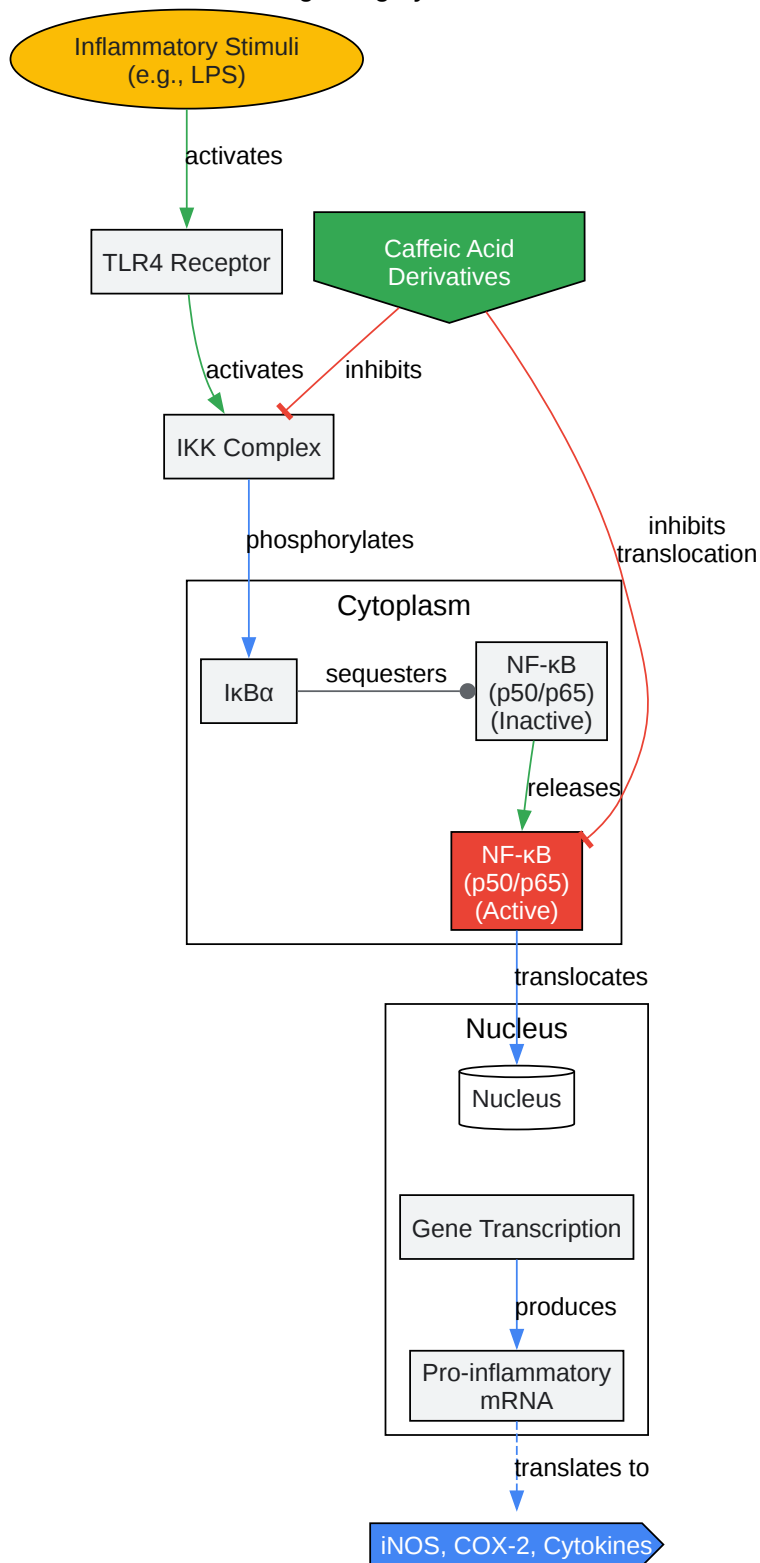 Inflammatory Stimuli
(e.g., LPS)
activates
TLR4 Receptor
Caffeic Acid
Derivatives
activates
inhibits
IKK Complex
phosphorylates
inhibits
translocation
Cytoplasm
IκBα
sequesters
NF-κB
(p50/p65)
(Inactive)
releases
NF-κB
(p50/p65)
(Active)
translocates
Nucleus
Nucleus
Gene Transcription
produces
Pro-inflammatory
mRNA
translates to
iNOS, COX-2, Cytokines